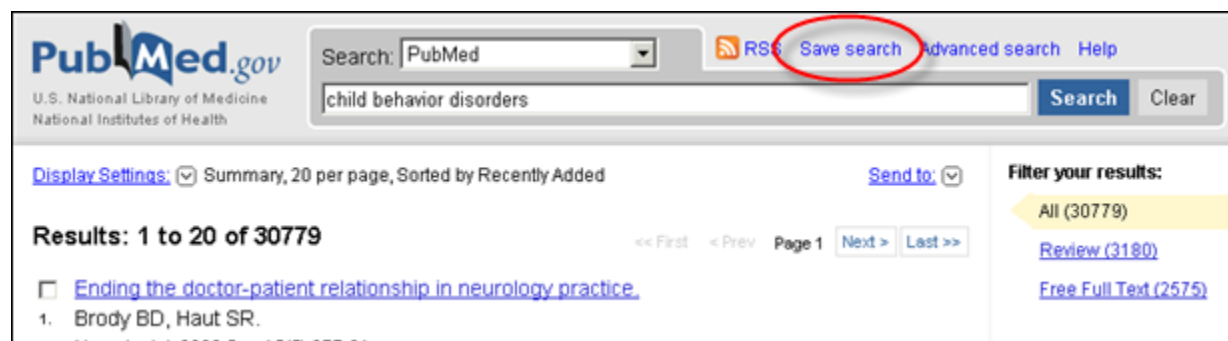 PubMed.gov
U.S. National Library of Medicine
National Institutes of Health
Search: PubMed
RSS Save search Advanced search Help
child behavior disorders
Search Clear
Display Settings: Summary, 20 per page, Sorted by Recently Added
Send to:
Filter your results:
All (30779)
Review (3180)
Free Full Text (2575)
Results: 1 to 20 of 30779
<< First < Prev Page 1 Next > Last >>
Ending the doctor-patient relationship in neurology practice.
1. Brody BD, Haut SR.